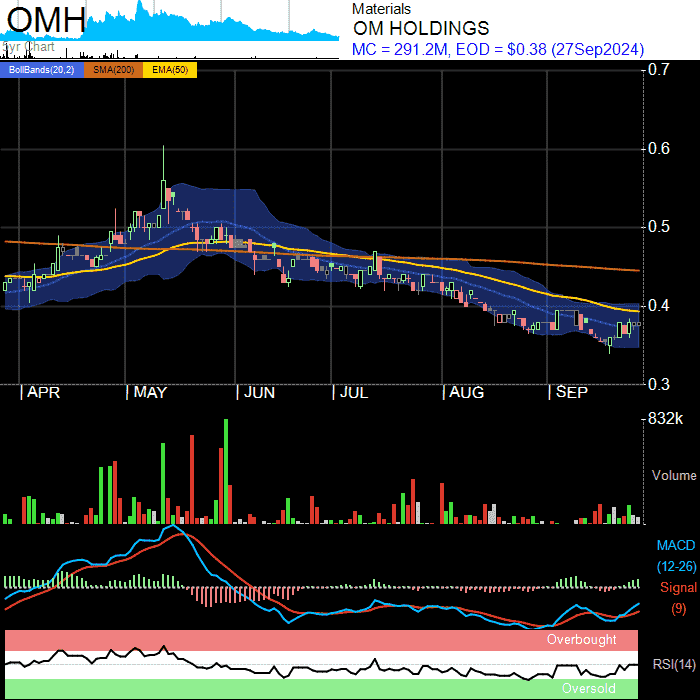 OMH
5yr Chart
Materials
OM HOLDINGS
MC = 291.2M, EOD = $0.38 (27Sep2024)
BollBands(20,2) SMA(200) EMA(50)
0.7
0.6
0.5
0.4
0.3
APR MAY JUN JUL AUG SEP
832k
Volume
MACD
(12-26)
Signal
(9)
Overbought
RSI(14)
Oversold